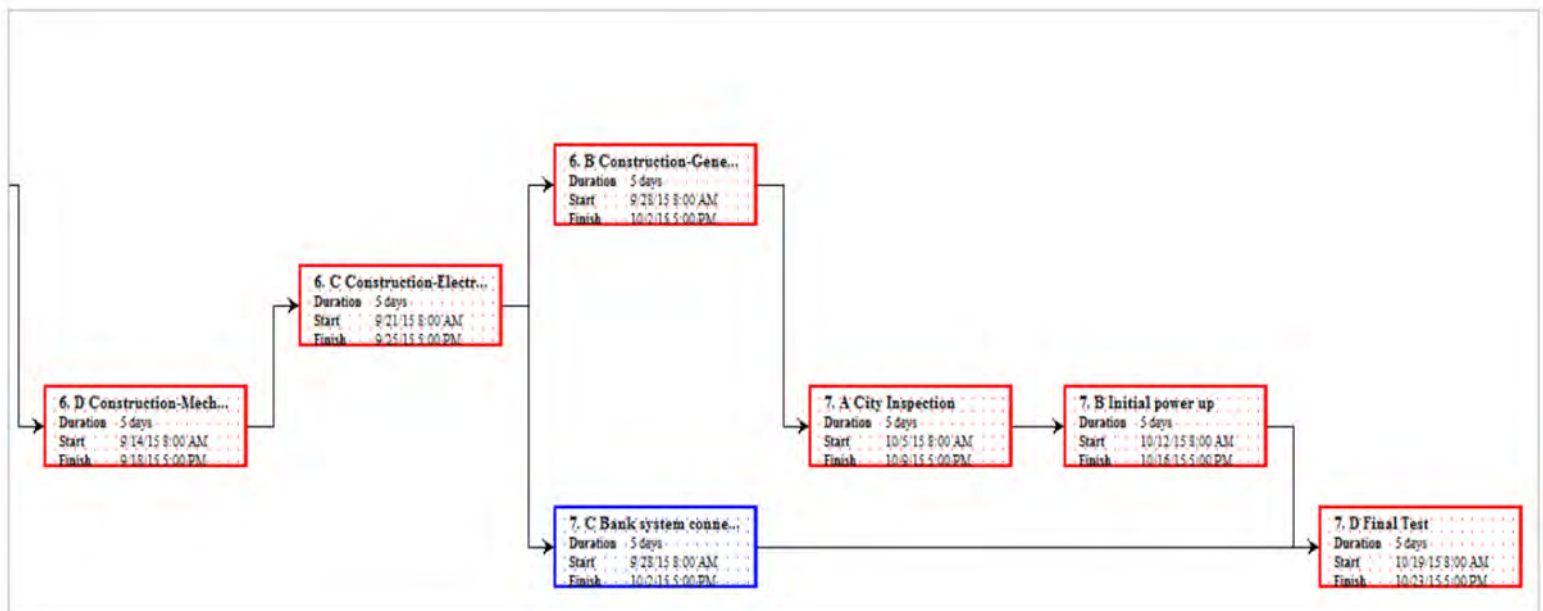 6. B Construction-Gene...
Duration 5 days
Start 9/28/15 8:00 AM
Finish 10/2/15 5:00 PM
6. C Construction-Electr...
Duration 5 days
Start 9/21/15 8:00 AM
Finish 9/25/15 5:00 PM
6. D Construction-Mech...
Duration 5 days
Start 9/14/15 8:00 AM
Finish 9/18/15 5:00 PM
7. A City Inspection
Duration 5 days
Start 10/5/15 8:00 AM
Finish 10/9/15 5:00 PM
7. B Initial power up
Duration 5 days
Start 10/12/15 8:00 AM
Finish 10/16/15 5:00 PM
7. C Bank system conne...
Duration 5 days
Start 9/28/15 8:00 AM
Finish 10/2/15 5:00 PM
7. D Final Test
Duration 5 days
Start 10/19/15 8:00 AM
Finish 10/23/15 5:00 PM